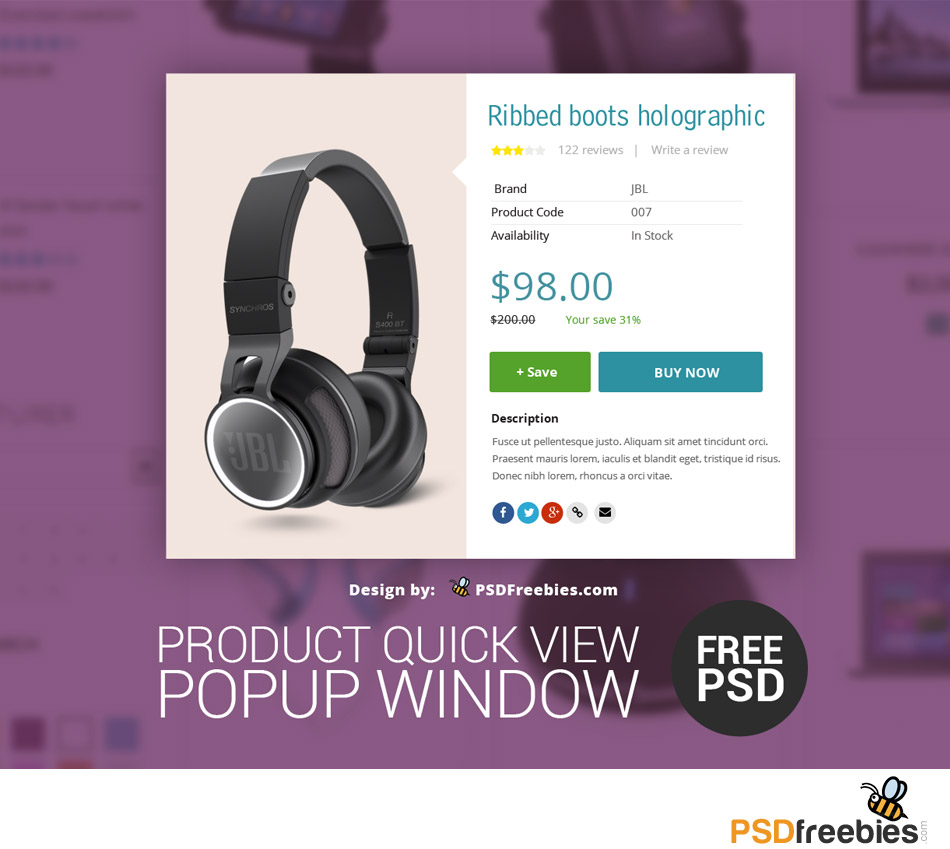 Ribbed boots holographic
122 reviews | Write a review
Brand JBL
Product Code 007
Availability In Stock
$98.00
$200.00 Your save 31%
+ Save BUY NOW
Description
Fusce ut pellentesque justo. Aliquam sit amet tincidunt orci.
Praesent mauris lorem, iaculis et blandit eget, tristique id risus.
Donec nibh lorem, rhoncus a orci vitae.
SYNCHROS
R
S400 BT
JBL
Design by: PSDFreebies.com
PRODUCT QUICK VIEW
POPUP WINDOW
FREE
PSD
PSDfreebies.com